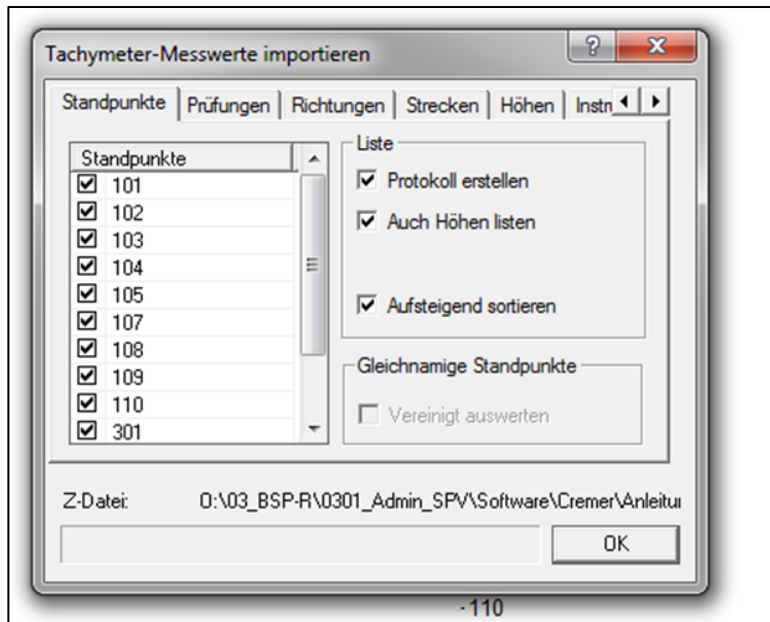 Tachymeter-Messwerte importieren
Standpunkte Prüfungen Richtungen Strecken Höhen Instr
Standpunkte
101
102
103
104
105
107
108
109
110
301
Liste
Protokoll erstellen
Auch Höhen listen
Aufsteigend sortieren
Gleichnamige Standpunkte
Vereinigt auswerten
Z-Datei: O:\03_BSP-R\0301_Admin_SPV\Software\Cremer\Anleitur
OK
·110